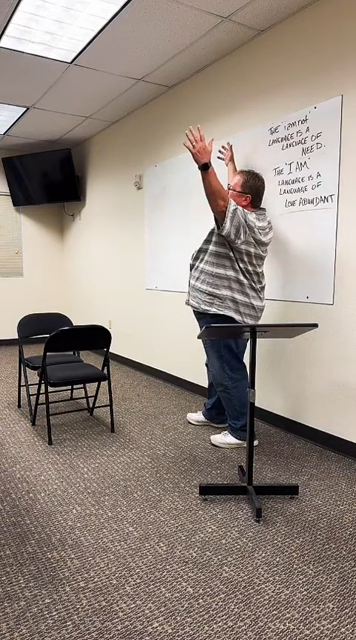 THE "i am not"
LANGUAGE IS A
LANGUAGE OF
NEED.
THE "I AM"
LANGUAGE IS A
LANGUAGE OF
LOVE ABUNDANT